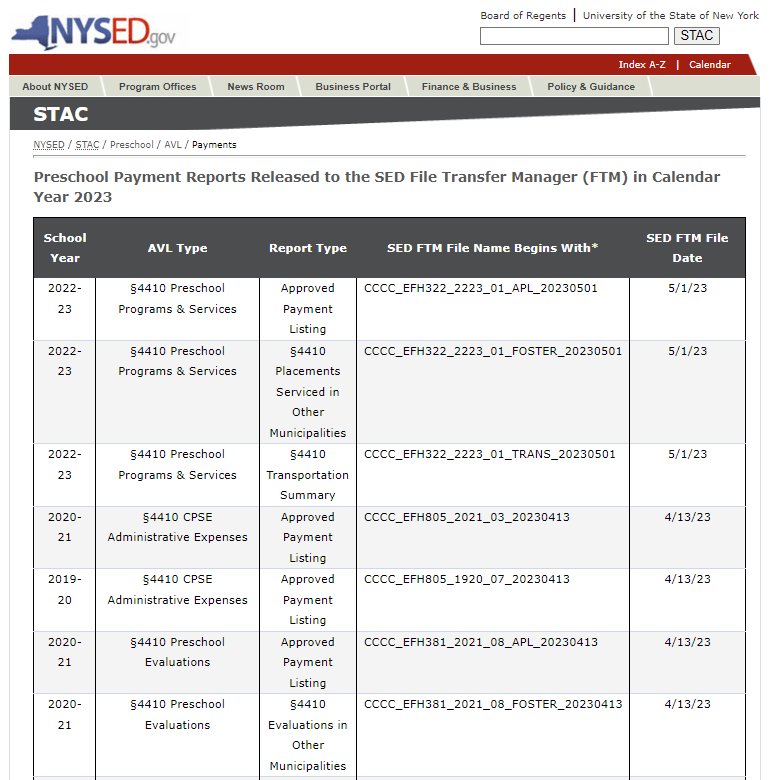 NYSED.gov
Board of Regents | University of the State of New York
STAC
Index A-Z | Calendar
About NYSED Program Offices News Room Business Portal Finance & Business Policy & Guidance
STAC
NYSED / STAC / Preschool / AVL / Payments
Preschool Payment Reports Released to the SED File Transfer Manager (FTM) in Calendar
Year 2023
School
Year
AVL Type
Report Type
SED FTM File Name Begins With*
SED FTM File
Date
2022-
23
§4410 Preschool
Programs & Services
Approved
Payment
Listing
CCCC_EFH322_2223_01_APL_20230501
5/1/23
2022-
23
§4410 Preschool
Programs & Services
§4410
Placements
Serviced in
Other
Municipalities
CCCC_EFH322_2223_01_FOSTER_20230501
5/1/23
2022-
23
§4410 Preschool
Programs & Services
§4410
Transportation
Summary
CCCC_EFH322_2223_01_TRANS_20230501
5/1/23
2020-
21
§4410 CPSE
Administrative Expenses
Approved
Payment
Listing
CCCC_EFH805_2021_03_20230413
4/13/23
2019-
20
§4410 CPSE
Administrative Expenses
Approved
Payment
Listing
CCCC_EFH805_1920_07_20230413
4/13/23
2020-
21
§4410 Preschool
Evaluations
Approved
Payment
Listing
CCCC_EFH381_2021_08_APL_20230413
4/13/23
2020-
21
§4410 Preschool
Evaluations
§4410
Evaluations in
Other
Municipalities
CCCC_EFH381_2021_08_FOSTER_20230413
4/13/23